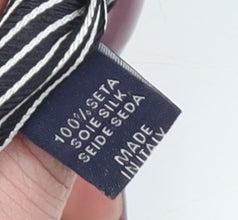 100% SETA
SOIE SILK
SEIDE SEDA
MADE
IN ITALY